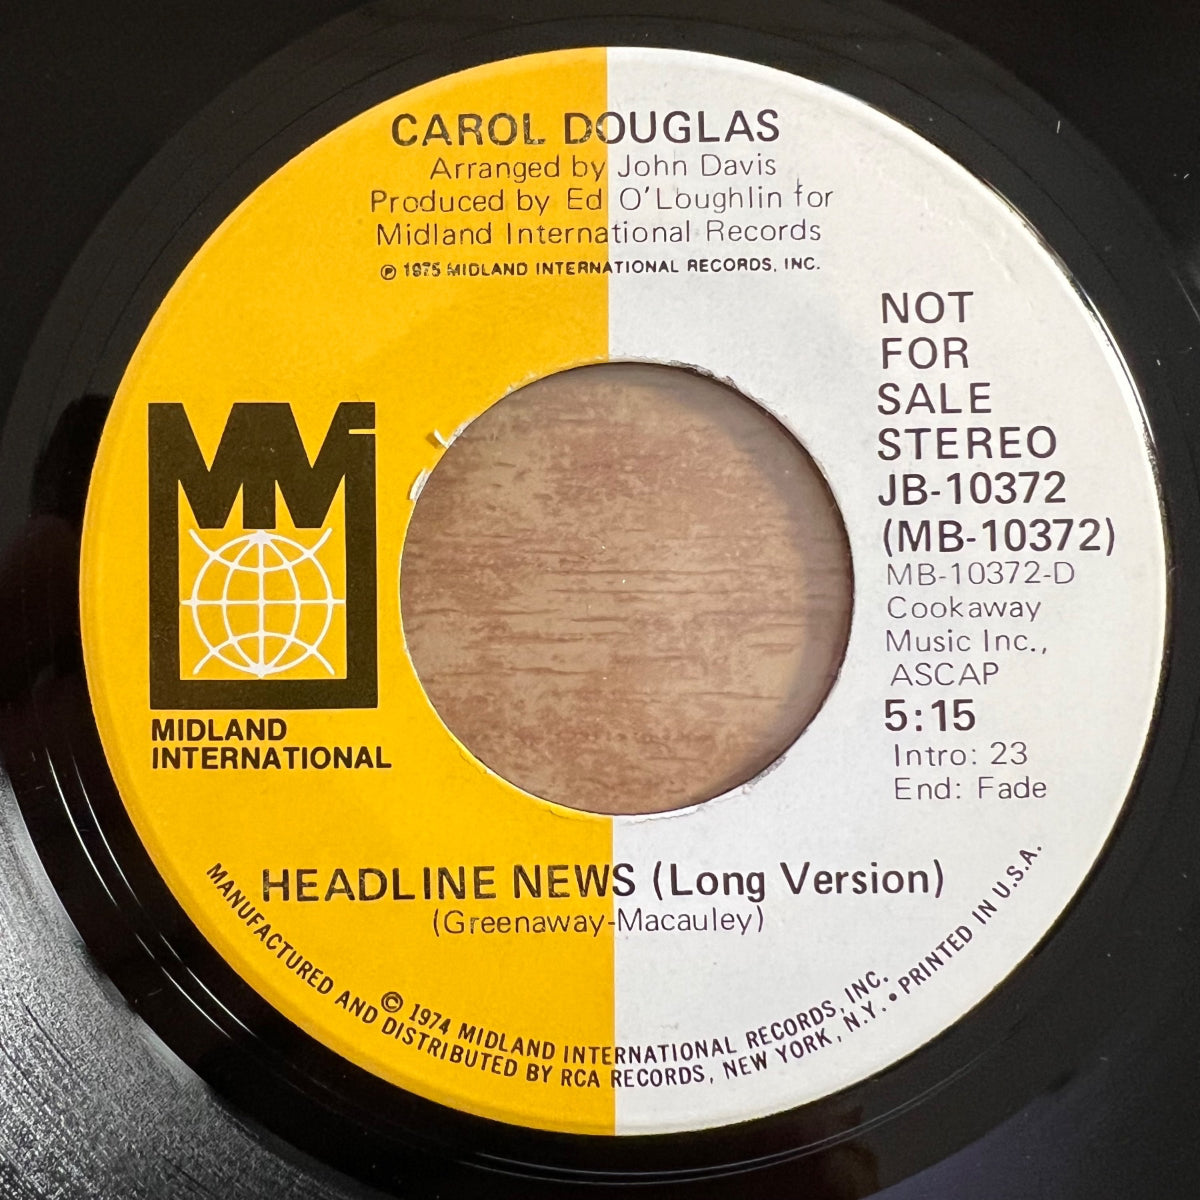 CAROL DOUGLAS
Arranged by John Davis
Produced by Ed O'Loughlin for
Midland International Records
℗ 1975 MIDLAND INTERNATIONAL RECORDS, INC.
NOT
FOR
SALE
STEREO
JB-10372
(MB-10372)
MB-10372-D
Cookaway
Music Inc.,
ASCAP
5:15
Intro: 23
End: Fade
MMI
MIDLAND
INTERNATIONAL
HEADLINE NEWS (Long Version)
(Greenaway-Macauley)
© 1974 MIDLAND INTERNATIONAL RECORDS, INC.
MANUFACTURED AND DISTRIBUTED BY RCA RECORDS, NEW YORK, N.Y. • PRINTED IN U.S.A.